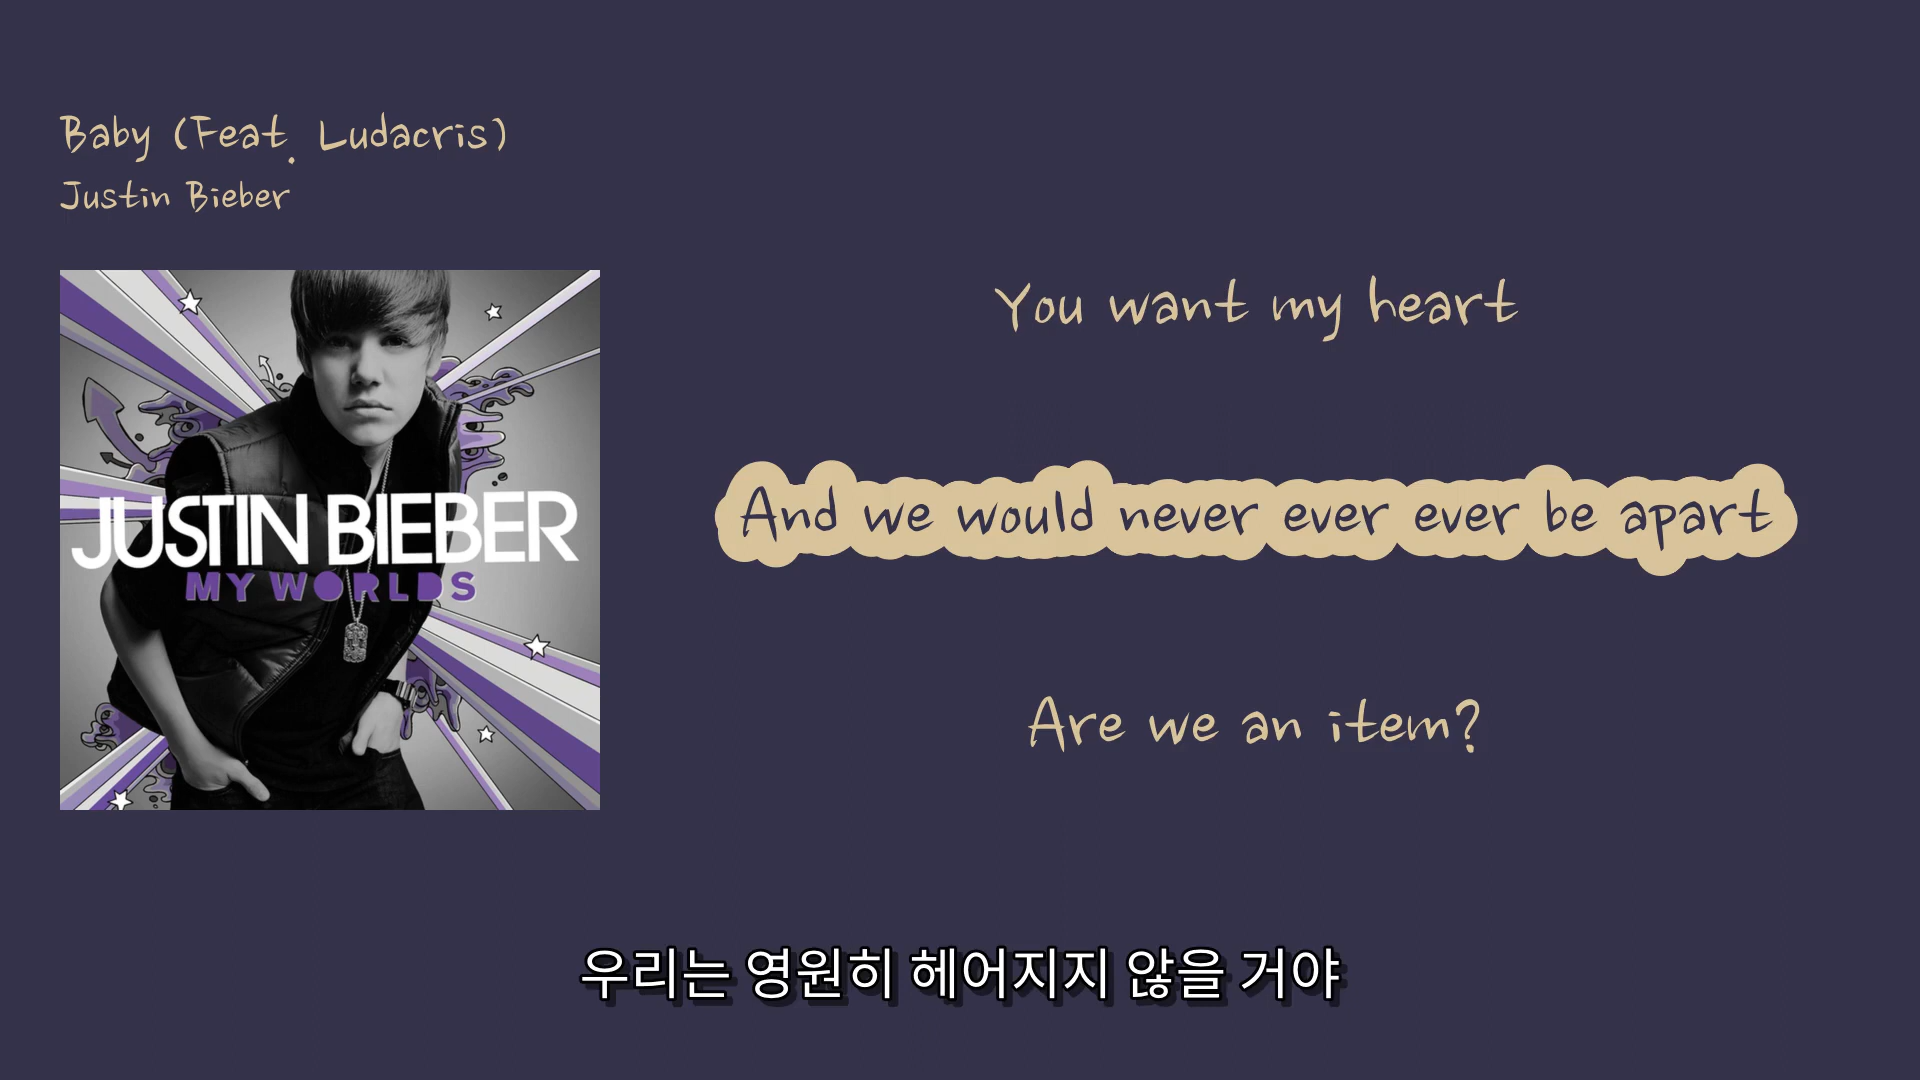 Baby (Feat. Ludacris)
Justin Bieber
JUSTIN BIEBER
MY WORLDS
You want my heart
And we would never ever ever be apart
Are we an item?
우리는 영원히 헤어지지 않을 거야